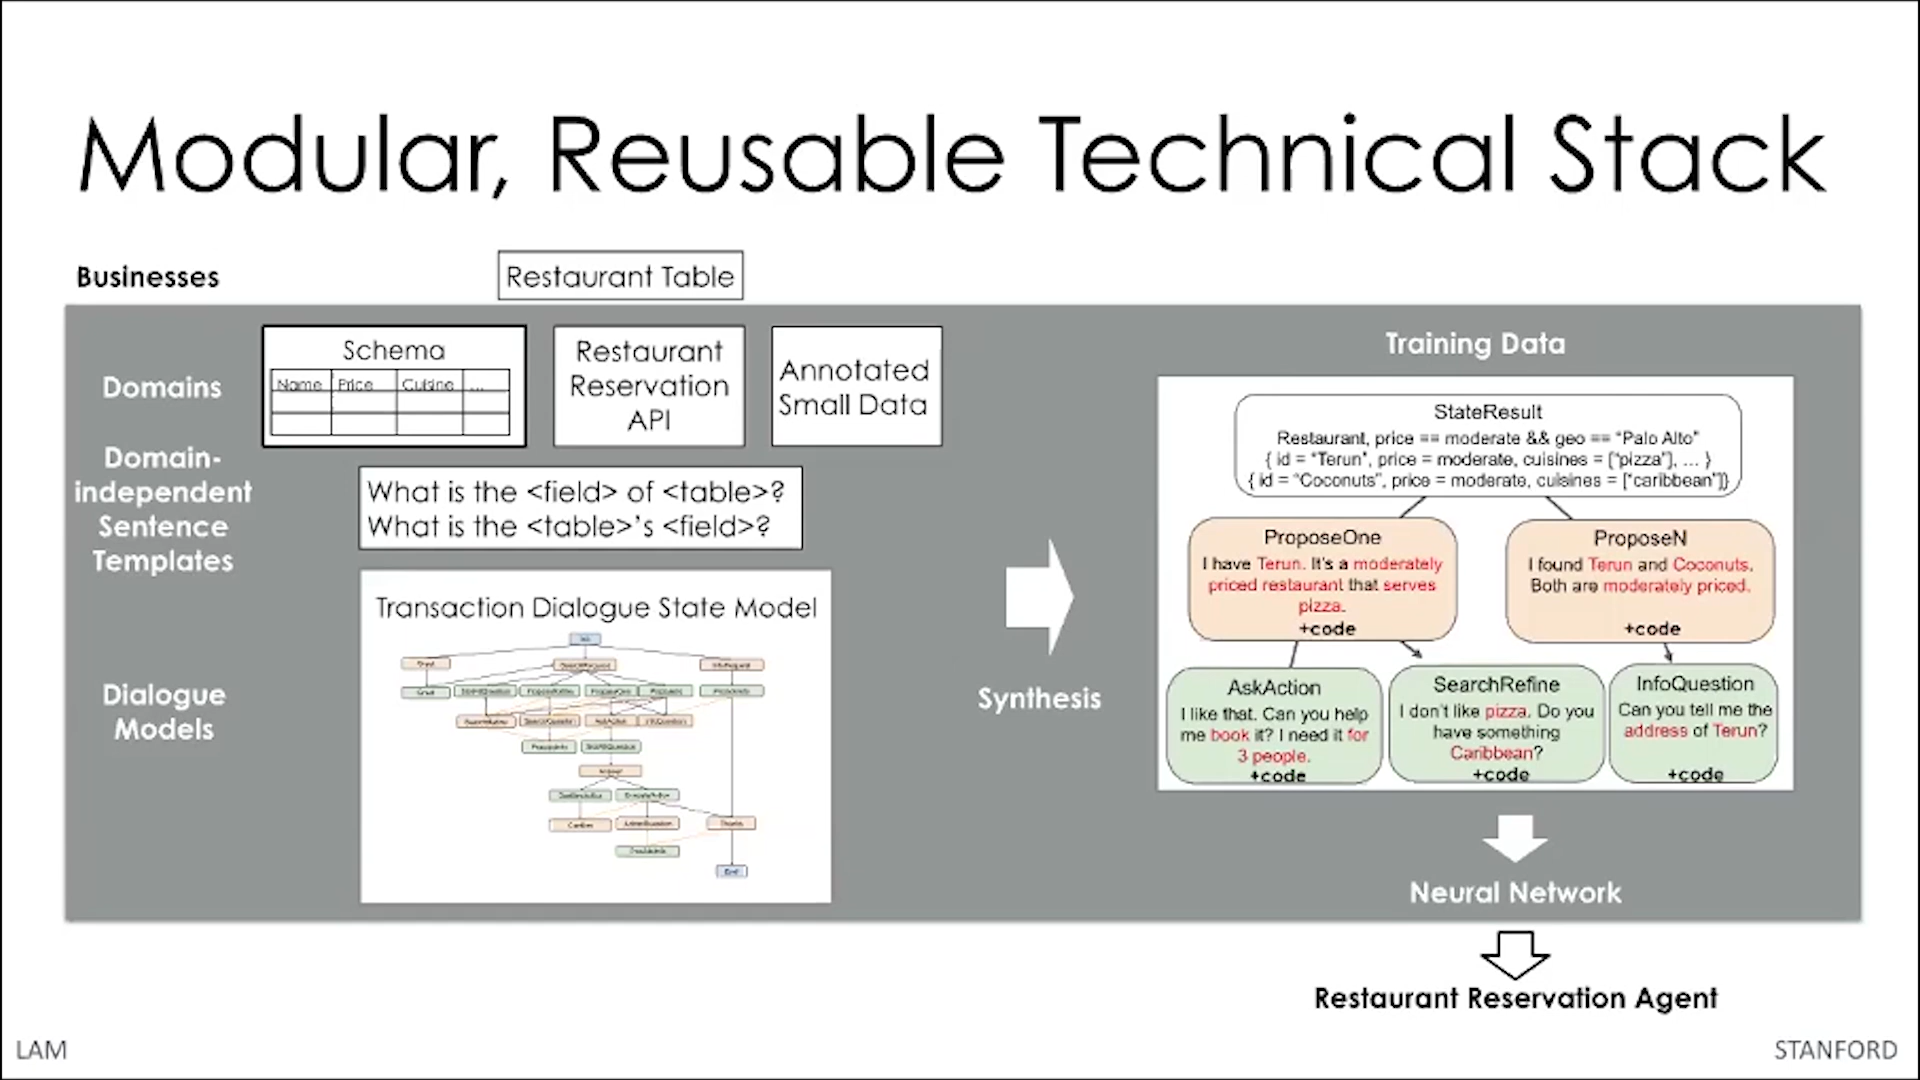 Modular, Reusable Technical Stack
Businesses
Restaurant Table
Domains
Schema
Name Price Cuisine ...
Restaurant
Reservation
API
Annotated
Small Data
Domain-
independent
Sentence
Templates
What is the <field> of <table>?
What is the <table>'s <field>?
Dialogue
Models
Transaction Dialogue State Model
Greet
Greet
AskAction
Confirm
Thanks
End
Synthesis
Training Data
StateResult
Restaurant, price == moderate && geo == "Palo Alto"
{ id = "Terun", price = moderate, cuisines = ["pizza"], ... }
{ id = "Coconuts", price = moderate, cuisines = ["caribbean"]}
ProposeOne
I have Terun. It's a moderately
priced restaurant that serves
pizza.
+code
ProposeN
I found Terun and Coconuts.
Both are moderately priced.
+code
AskAction
I like that. Can you help
me book it? I need it for
3 people.
+code
SearchRefine
I don't like pizza. Do you
have something
Caribbean?
+code
InfoQuestion
Can you tell me the
address of Terun?
+code
Neural Network
Restaurant Reservation Agent
LAM
STANFORD